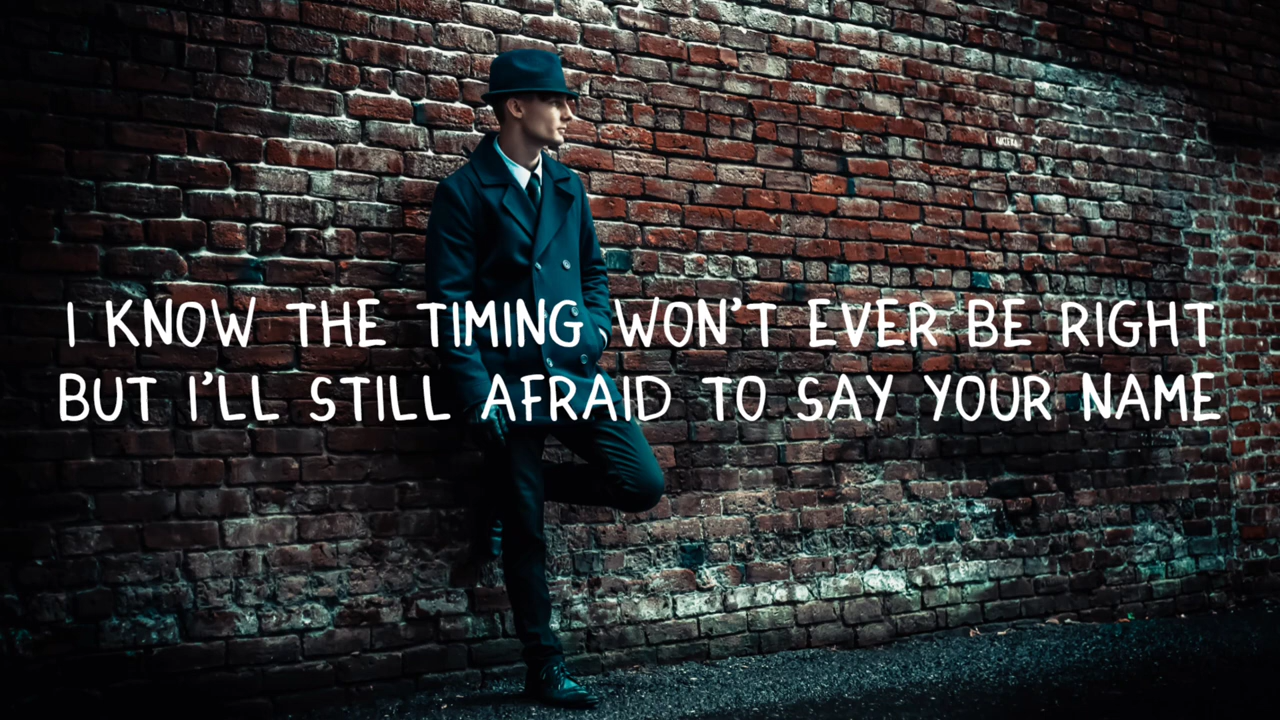 I KNOW THE TIMING WON'T EVER BE RIGHT
BUT I'LL STILL AFRAID TO SAY YOUR NAME